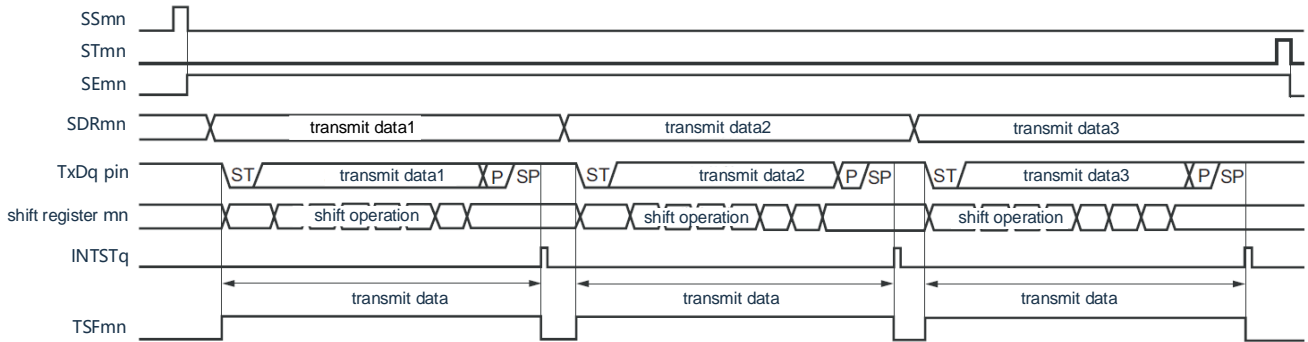 SSmn
STmn
SEmn
SDRmn transmit data1 transmit data2 transmit data3
TxDq pin ST transmit data1 P SP ST transmit data2 P SP ST transmit data3 P SP
shift register mn shift operation shift operation shift operation
INTSTq
transmit data transmit data transmit data
TSFmn